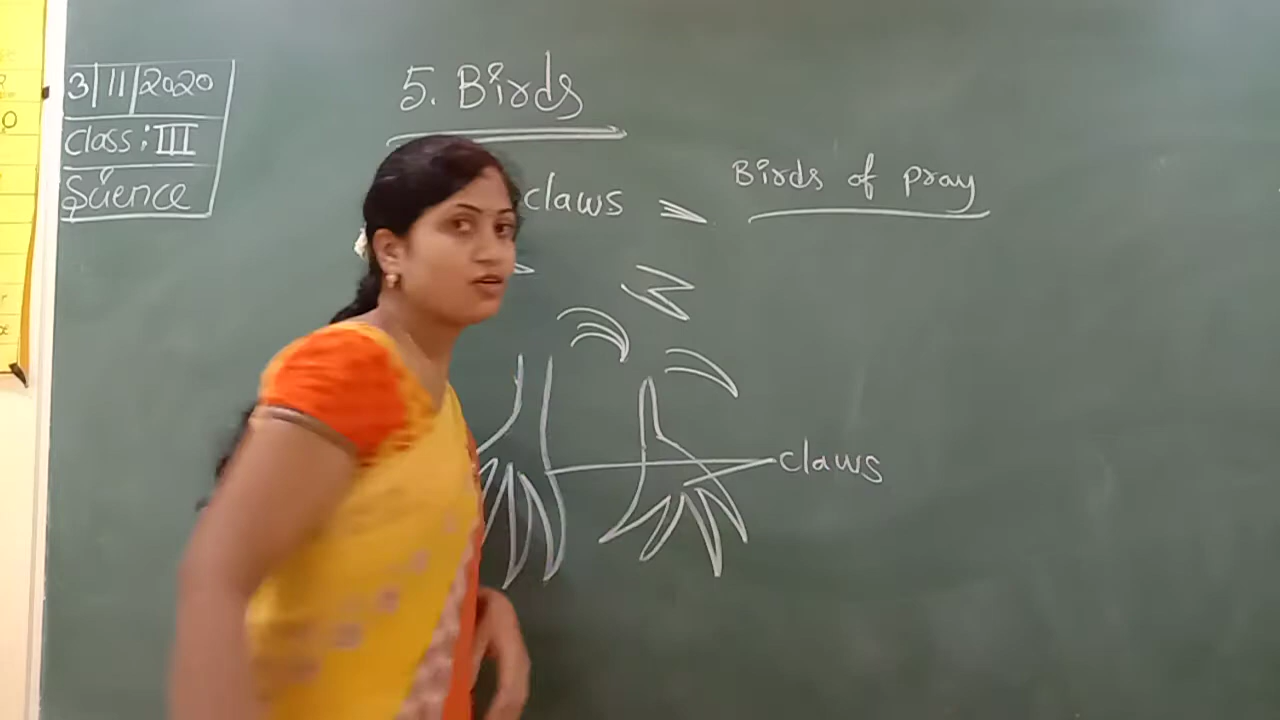 3|11|2020
Class : III
Science
5. Birds
claws
Birds of pray
claws